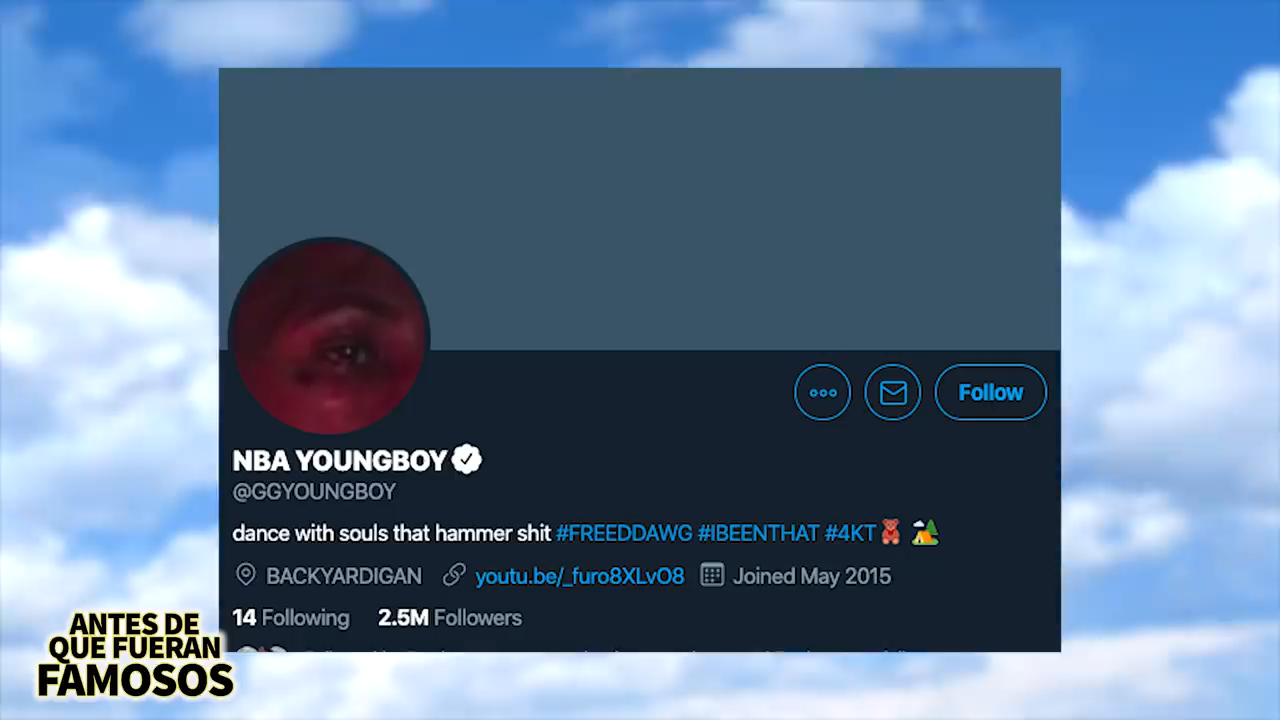 NBA YOUNGBOY
@GGYOUNGBOY
dance with souls that hammer shit #FREEDDAWG #IBEENTHAT #4KT🧸 🏕️
BACKYARDIGAN youtu.be/_furo8XLvO8 Joined May 2015
14 Following 2.5M Followers
Follow
ANTES DE
QUE FUERAN
FAMOSOS